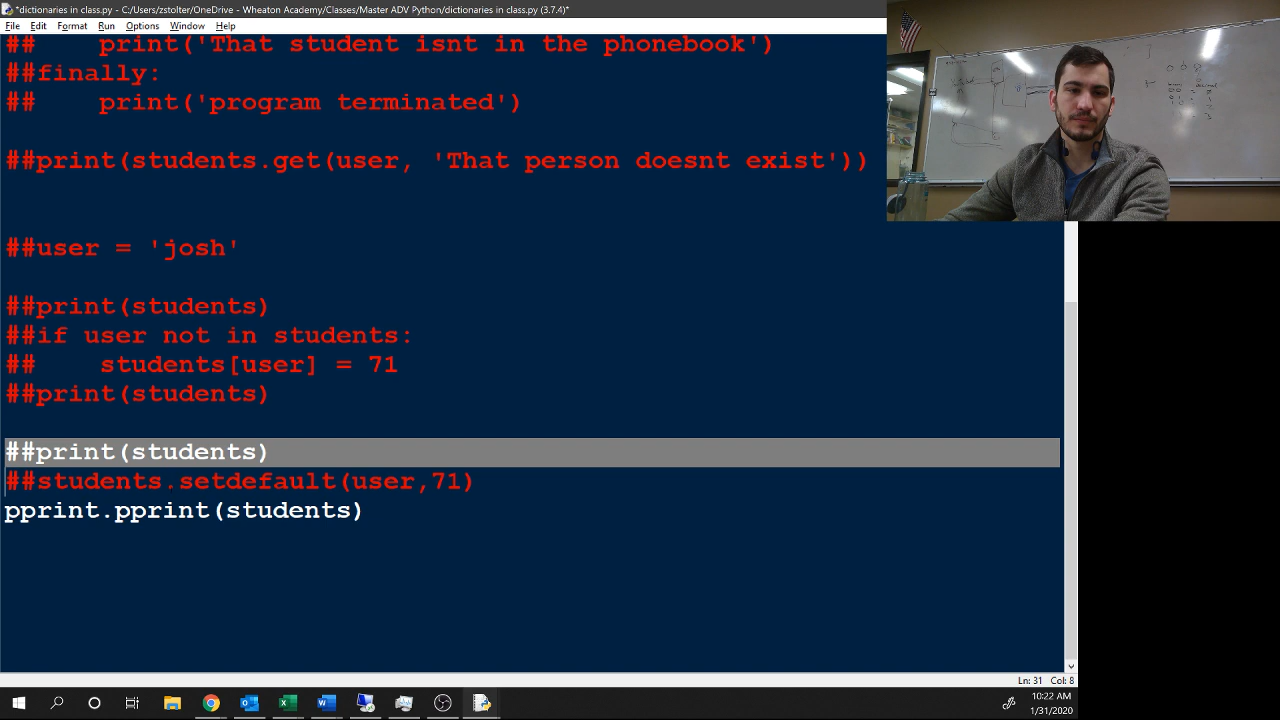 *dictionaries in class.py - C:/Users/zstolter/OneDrive - Wheaton Academy/Classes/Master ADV Python/dictionaries in class.py (3.7.4)*
File Edit Format Run Options Window Help
##    print('That student isnt in the phonebook')
##finally:
##    print('program terminated')
##print(students.get(user, 'That person doesnt exist'))
##user = 'josh'
##print(students)
##if user not in students:
##    students[user] = 71
##print(students)
##print(students)
##students.setdefault(user,71)
pprint.pprint(students)
Ln: 31 Col: 8
10:22 AM
1/31/2020